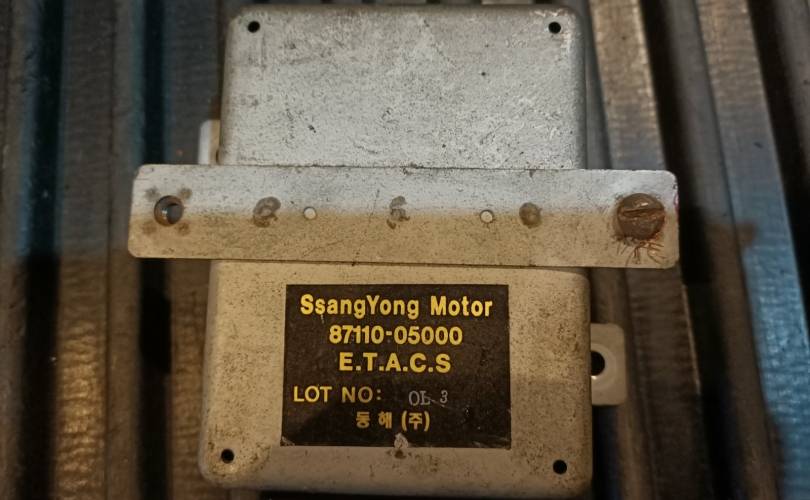 SsangYong Motor
87110-05000
E.T.A.C.S
LOT NO: OL 3
동해(주)